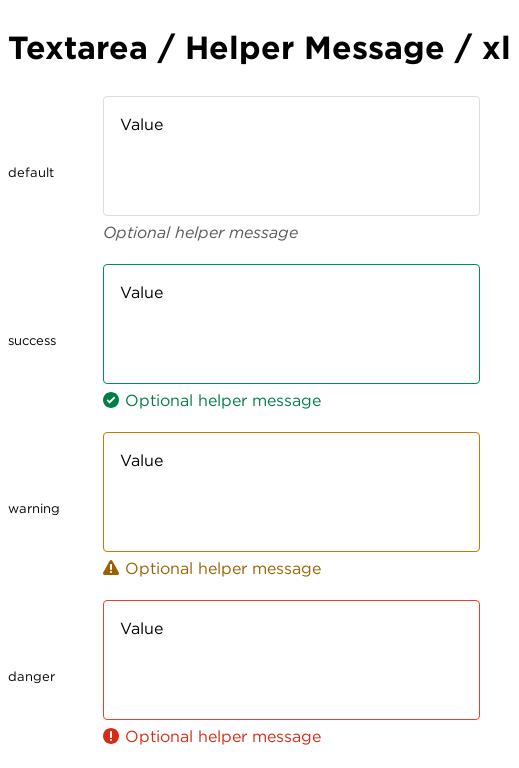 Textarea / Helper Message / xl
Value
default
Optional helper message
Value
success
Optional helper message
Value
warning
Optional helper message
Value
danger
Optional helper message